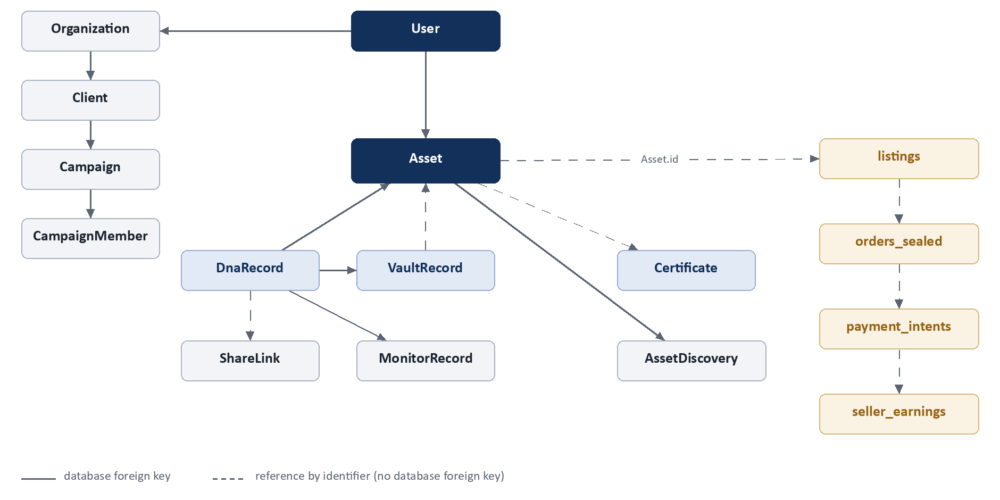 Organization
User
Client
Asset
Asset.id
listings
Campaign
CampaignMember
orders_sealed
DnaRecord
VaultRecord
Certificate
payment_intents
ShareLink
MonitorRecord
AssetDiscovery
seller_earnings
database foreign key
reference by identifier (no database foreign key)